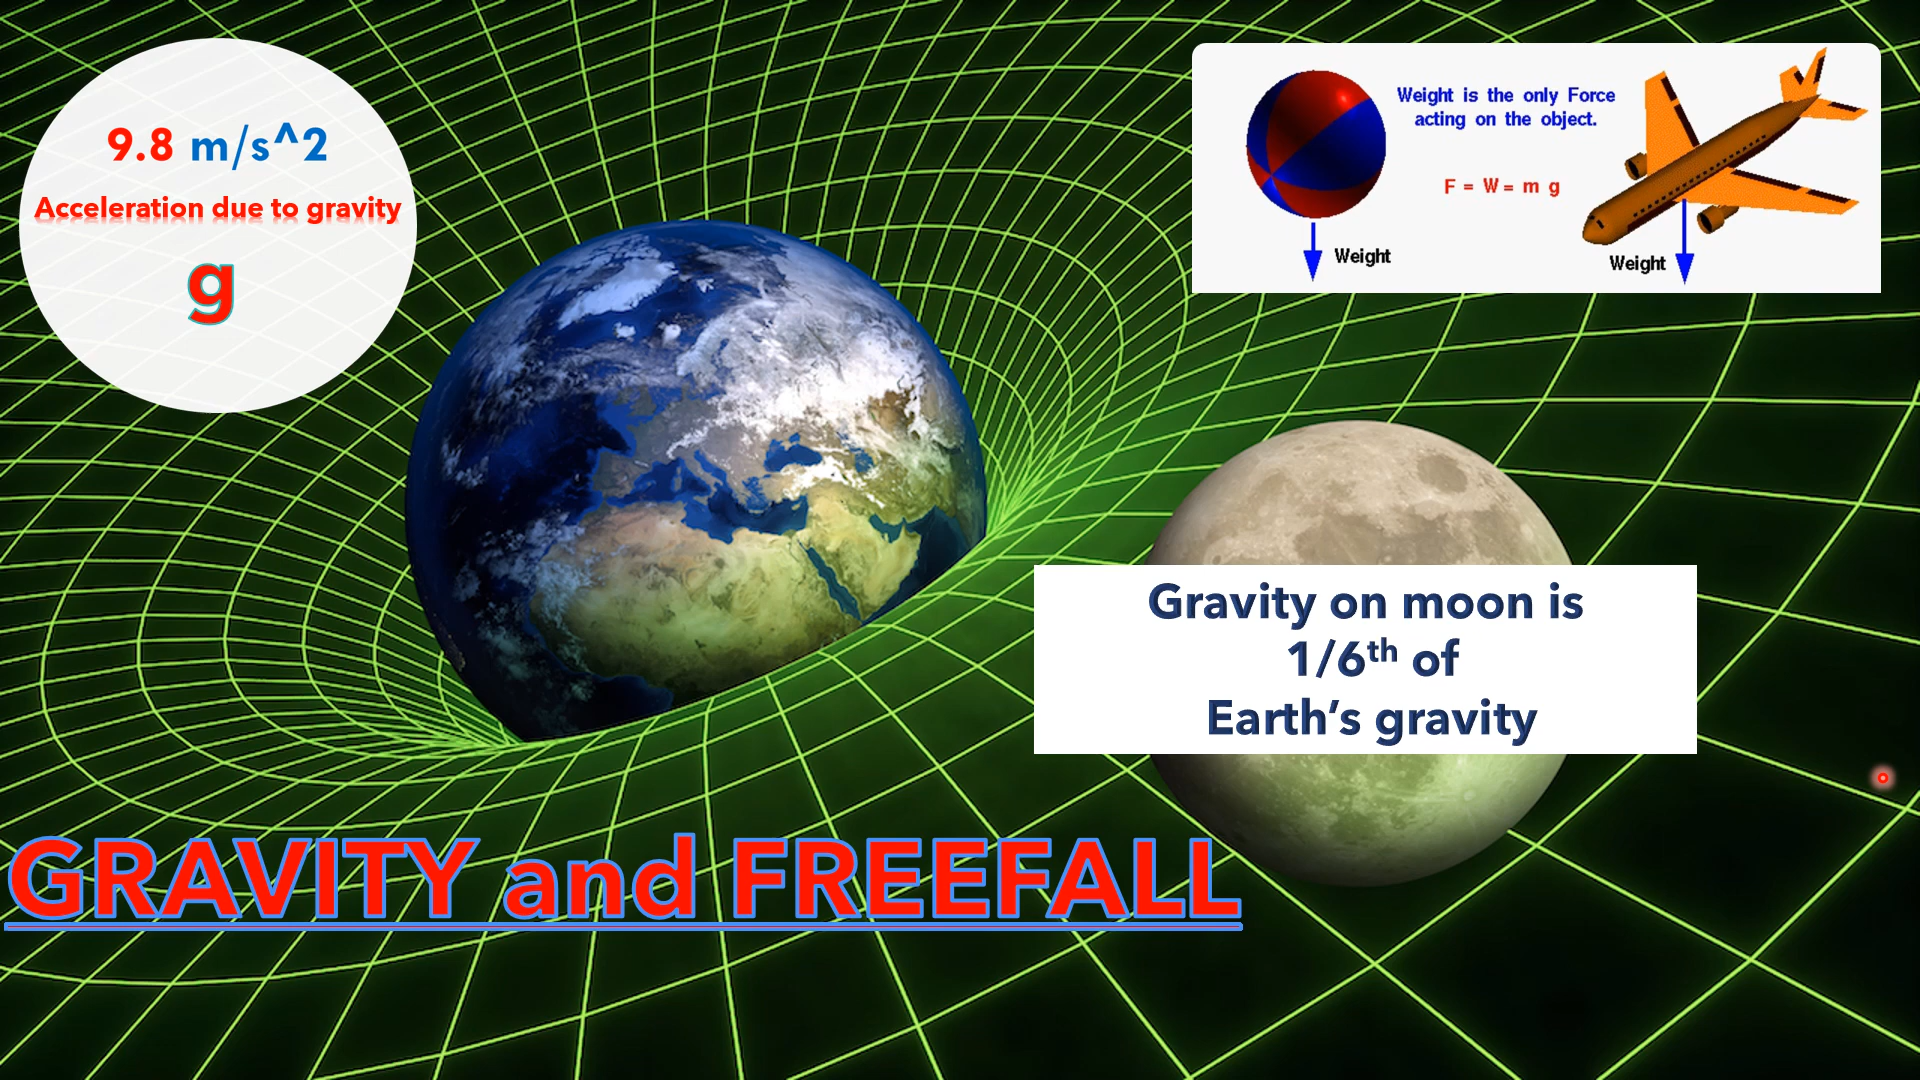 9.8 m/s^2
Acceleration due to gravity
g
Weight is the only Force
acting on the object.
F = W = m g
Weight
Weight
Gravity on moon is
1/6th of
Earth's gravity
GRAVITY and FREEFALL